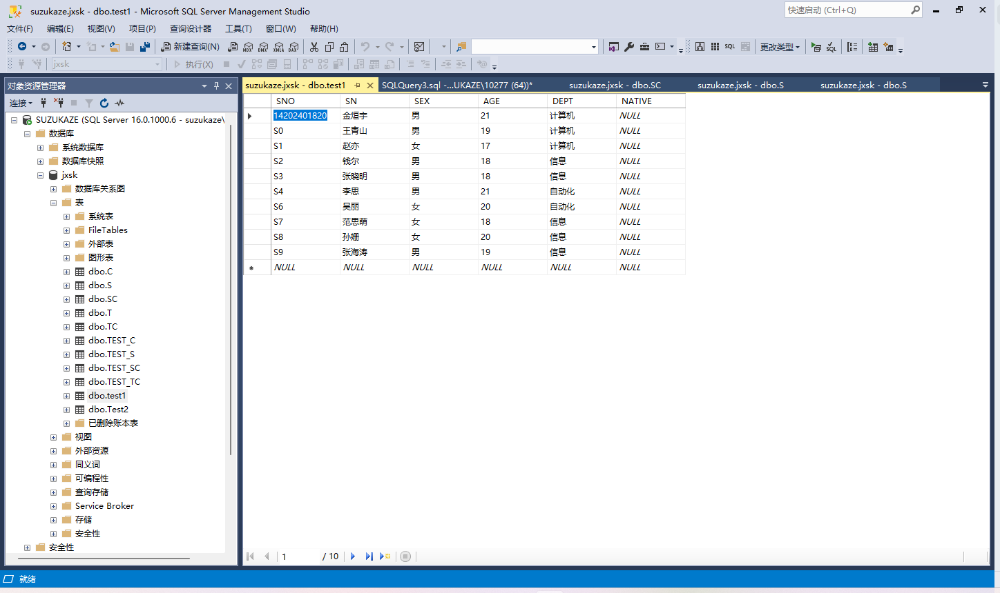 suzukaze.jxsk - dbo.test1 - Microsoft SQL Server Management Studio
快速启动 (Ctrl+Q)
文件(F) 编辑(E) 视图(V) 项目(P) 查询设计器 工具(T) 窗口(W) 帮助(H)
新建查询(N) MDX DMX XMLA DAX SQL 更改类型 SQL
jxsk 执行(X)
对象资源管理器
连接
SUZUKAZE (SQL Server 16.0.1000.6 - suzukaze\
数据库
系统数据库
数据库快照
jxsk
数据库关系图
表
系统表
FileTables
外部表
图形表
dbo.C
dbo.S
dbo.SC
dbo.T
dbo.TC
dbo.TEST_C
dbo.TEST_S
dbo.TEST_SC
dbo.TEST_TC
dbo.test1
dbo.Test2
已删除账本表
视图
外部资源
同义词
可编程性
查询存储
Service Broker
存储
安全性
安全性
suzukaze.jxsk - dbo.test1 SQLQuery3.sql -...UKAZE\10277 (64))* suzukaze.jxsk - dbo.SC suzukaze.jxsk - dbo.S suzukaze.jxsk - dbo.S
SNO SN SEX AGE DEPT NATIVE
14202401820 金烜宇 男 21 计算机 NULL
S0 王青山 男 19 计算机 NULL
S1 赵亦 女 17 计算机 NULL
S2 钱尔 男 18 信息 NULL
S3 张晓明 男 18 信息 NULL
S4 李思 男 21 自动化 NULL
S6 吴丽 女 20 自动化 NULL
S7 范思萌 女 18 信息 NULL
S8 孙姗 女 20 信息 NULL
S9 张海涛 男 19 信息 NULL
NULL NULL NULL NULL NULL NULL
1 / 10
就绪